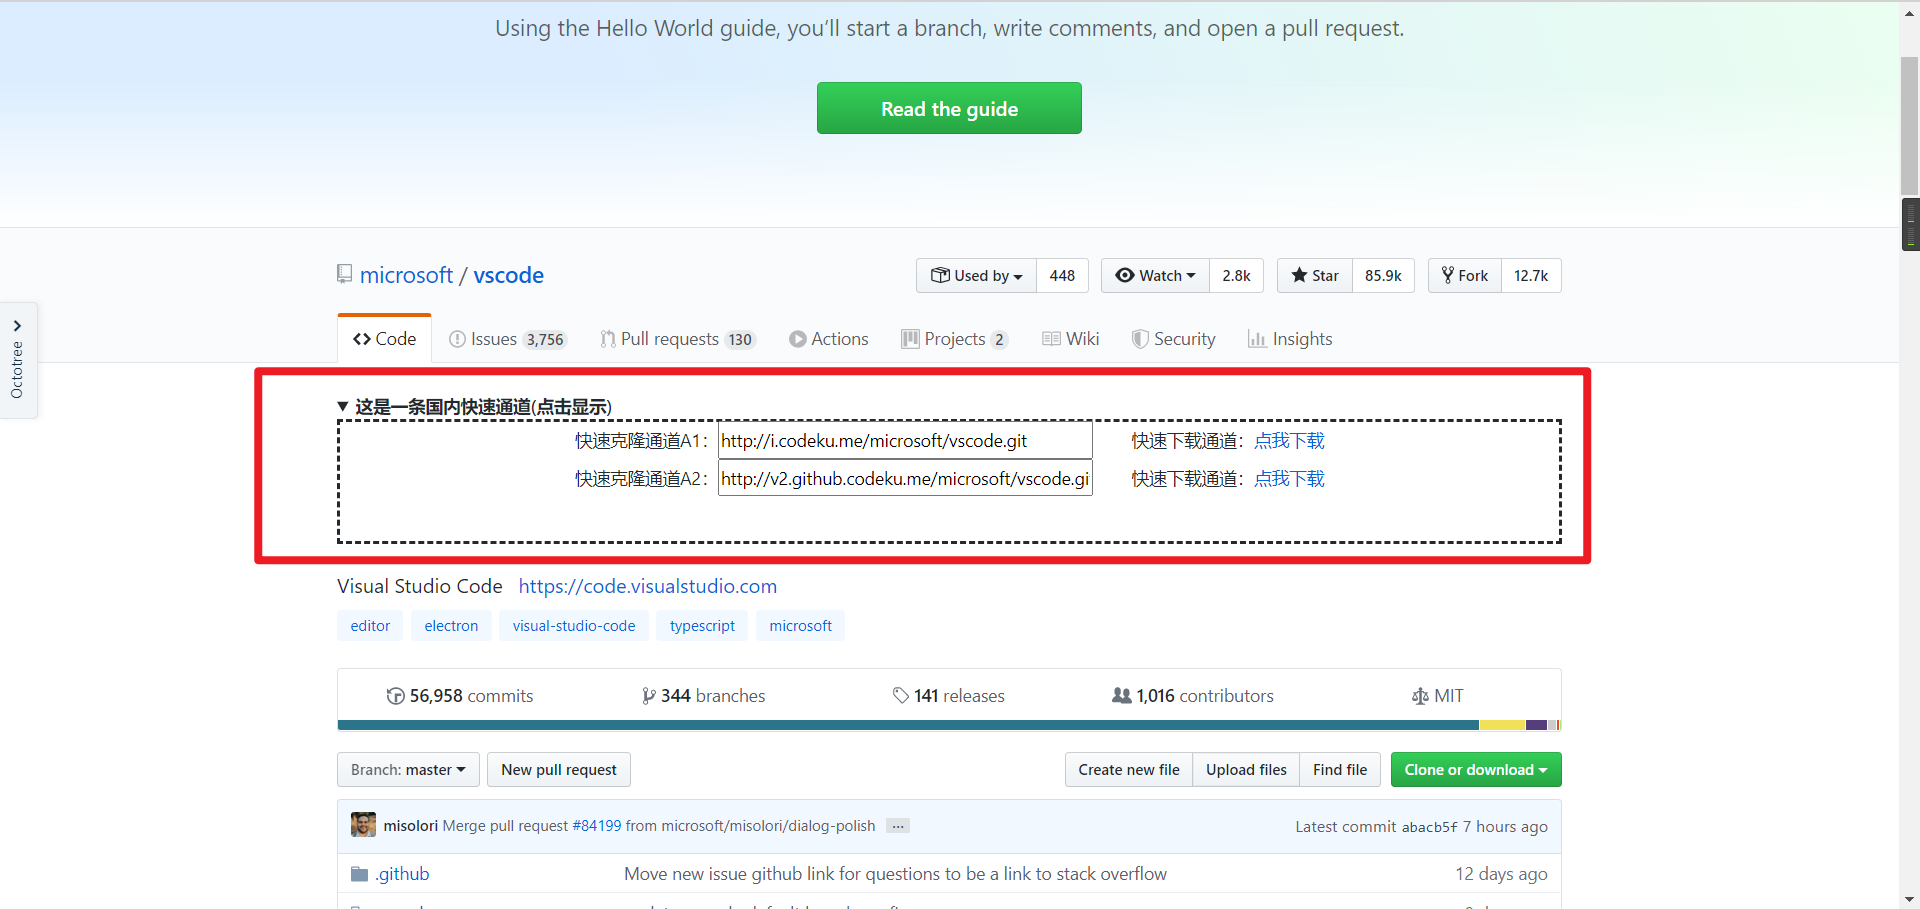 Using the Hello World guide, you’ll start a branch, write comments, and open a pull request.
Read the guide
microsoft / vscode
Used by 448 Watch 2.8k Star 85.9k Fork 12.7k
Octotree
Code Issues 3,756 Pull requests 130 Actions Projects 2 Wiki Security Insights
这是一条国内快速通道(点击显示)
快速克隆通道A1： http://i.codeku.me/microsoft/vscode.git 快速下载通道：点我下载
快速克隆通道A2： http://v2.github.codeku.me/microsoft/vscode.gi 快速下载通道：点我下载
Visual Studio Code https://code.visualstudio.com
editor electron visual-studio-code typescript microsoft
56,958 commits 344 branches 141 releases 1,016 contributors MIT
Branch: master New pull request Create new file Upload files Find file Clone or download
misolori Merge pull request #84199 from microsoft/misolori/dialog-polish ... Latest commit abacb5f 7 hours ago
.github Move new issue github link for questions to be a link to stack overflow 12 days ago